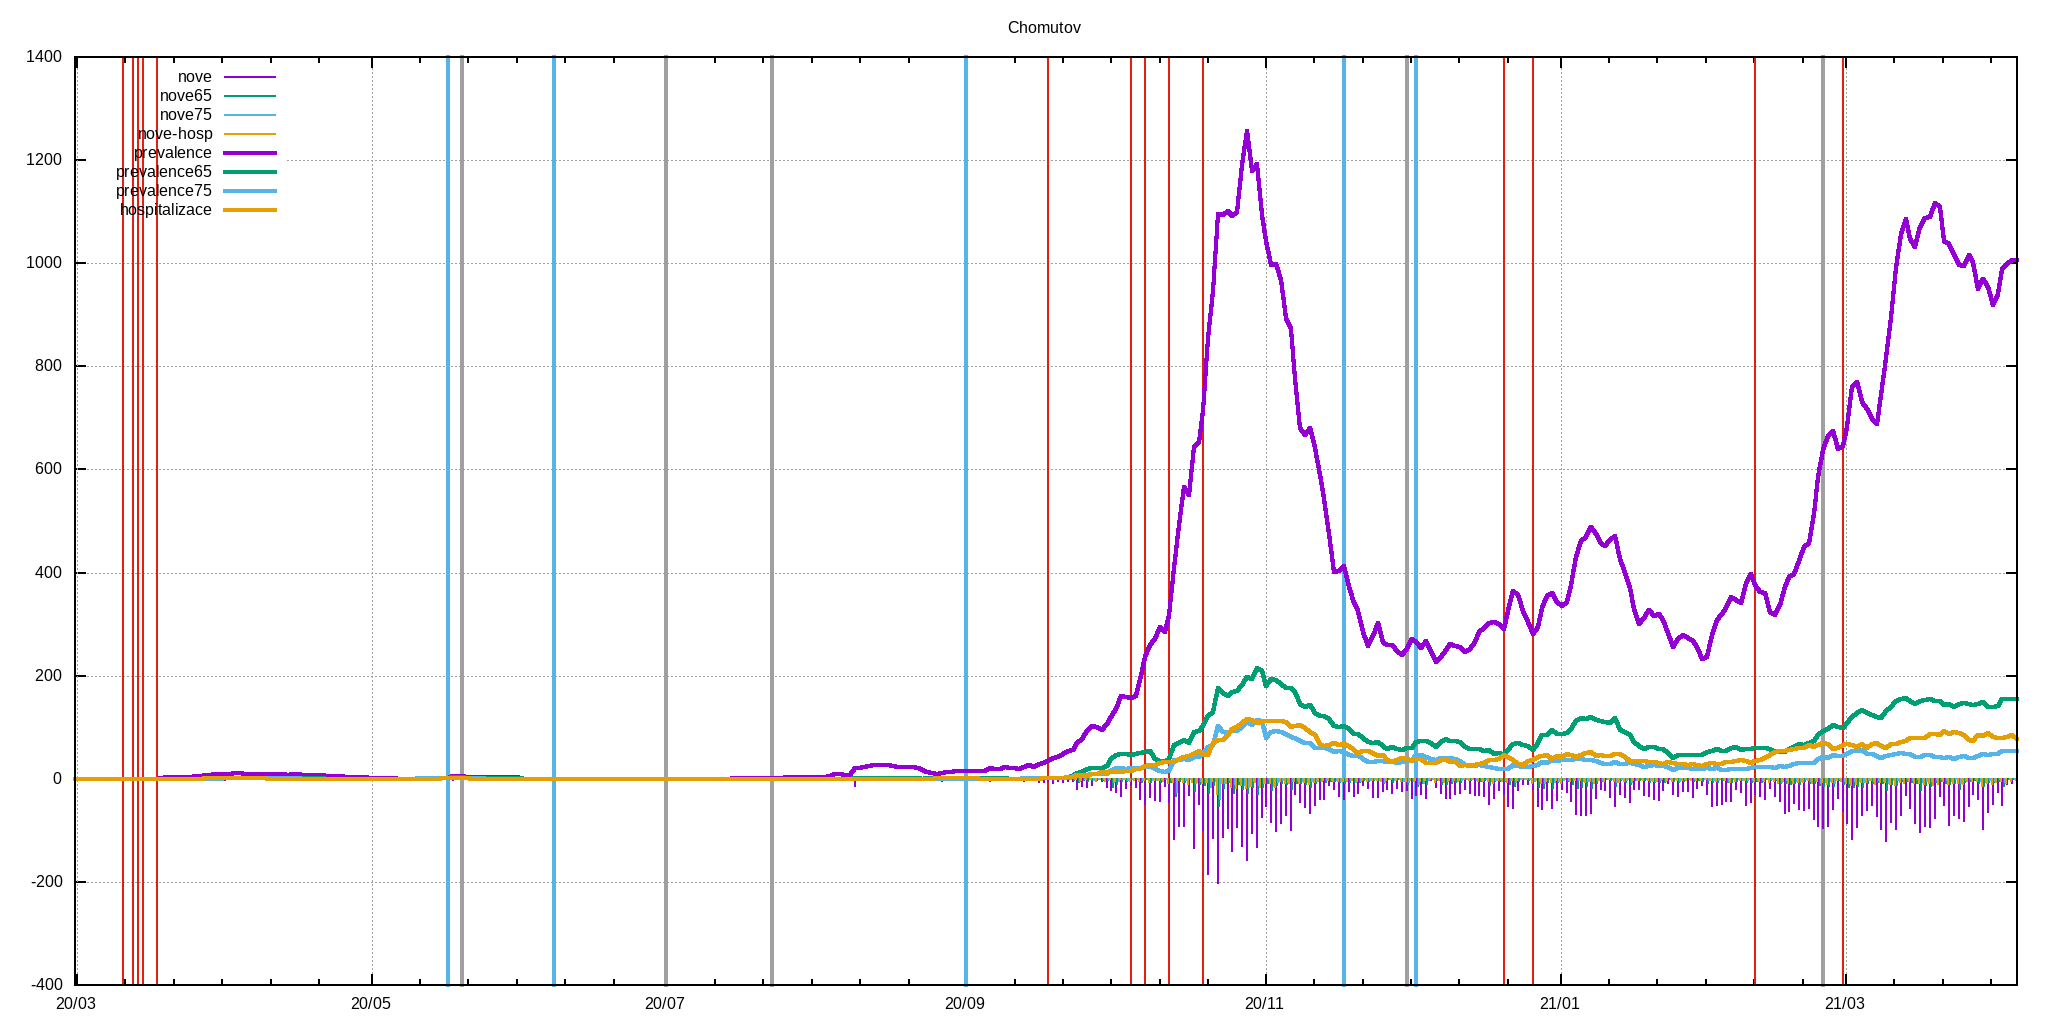 Chomutov
1400
1200
1000
800
600
400
200
0
-200
-400
nove
nove65
nove75
nove-hosp
prevalence
prevalence65
prevalence75
hospitalizace
20/03 20/05 20/07 20/09 20/11 21/01 21/03